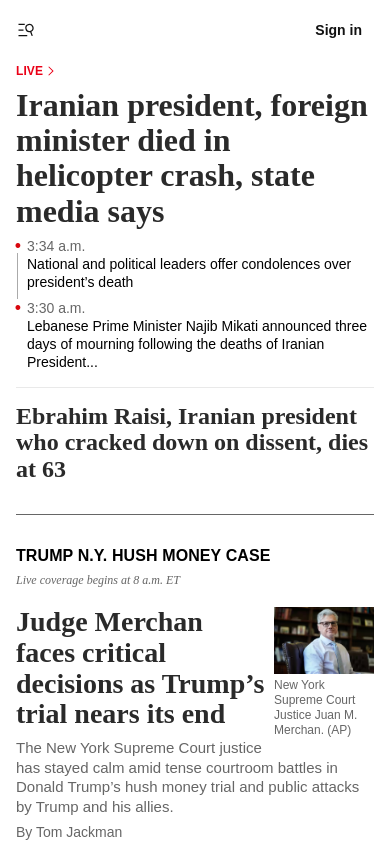 Sign in
LIVE
Iranian president, foreign
minister died in
helicopter crash, state
media says
3:34 a.m.
National and political leaders offer condolences over
president's death
3:30 a.m.
Lebanese Prime Minister Najib Mikati announced three
days of mourning following the deaths of Iranian
President...
Ebrahim Raisi, Iranian president
who cracked down on dissent, dies
at 63
TRUMP N.Y. HUSH MONEY CASE
Live coverage begins at 8 a.m. ET
Judge Merchan
faces critical
decisions as Trump’s
trial nears its end
New York
Supreme Court
Justice Juan M.
Merchan. (AP)
The New York Supreme Court justice
has stayed calm amid tense courtroom battles in
Donald Trump’s hush money trial and public attacks
by Trump and his allies.
By Tom Jackman